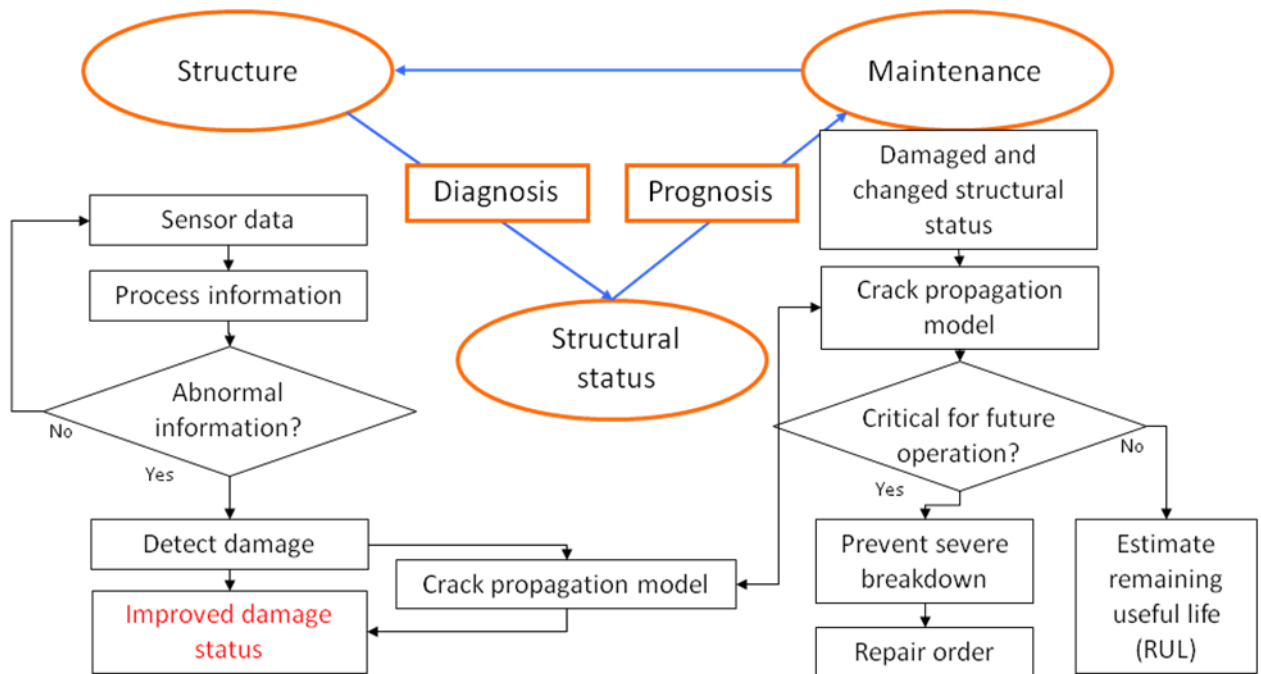 Structure
Maintenance
Diagnosis
Prognosis
Structural
status
Sensor data
Process information
Abnormal
information?
No
Yes
Detect damage
Improved damage
status
Crack propagation model
Damaged and
changed structural
status
Crack propagation
model
Critical for future
operation?
No
Yes
Prevent severe
breakdown
Repair order
Estimate
remaining
useful life
(RUL)